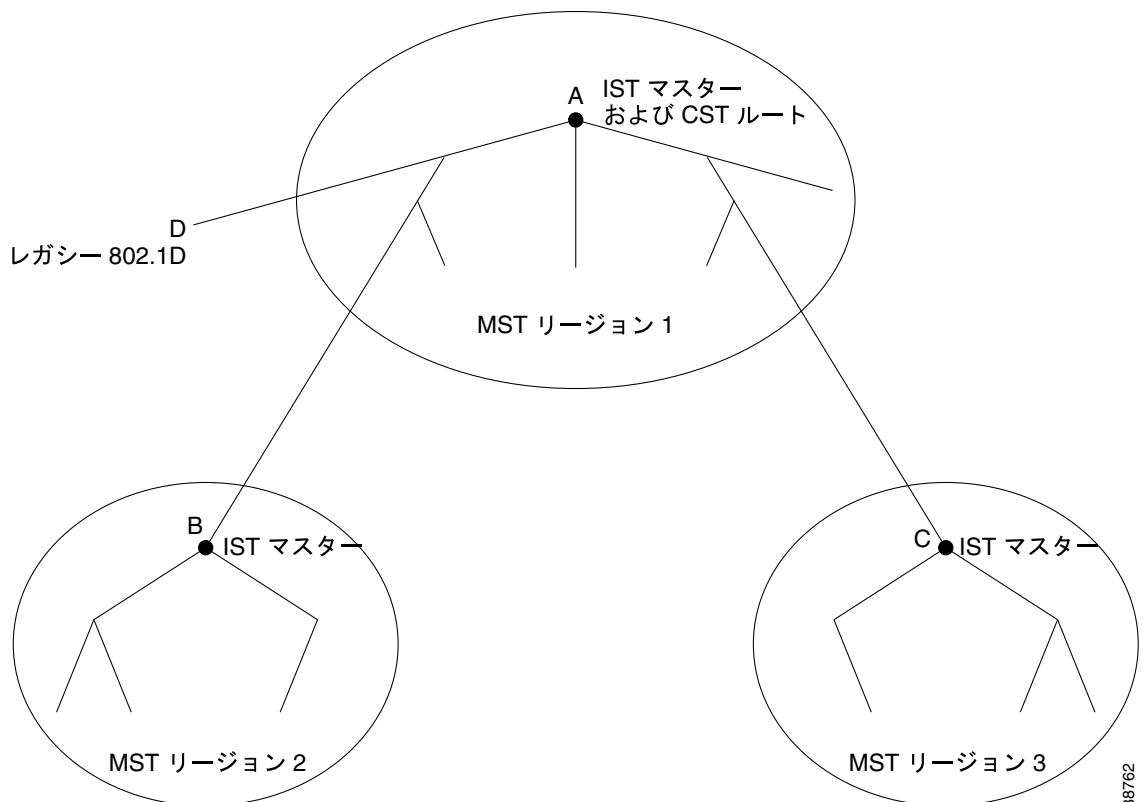 A
IST マスター
および CST ルート
D
レガシー 802.1D
MST リージョン 1
B
IST マスター
C
IST マスター
MST リージョン 2
MST リージョン 3